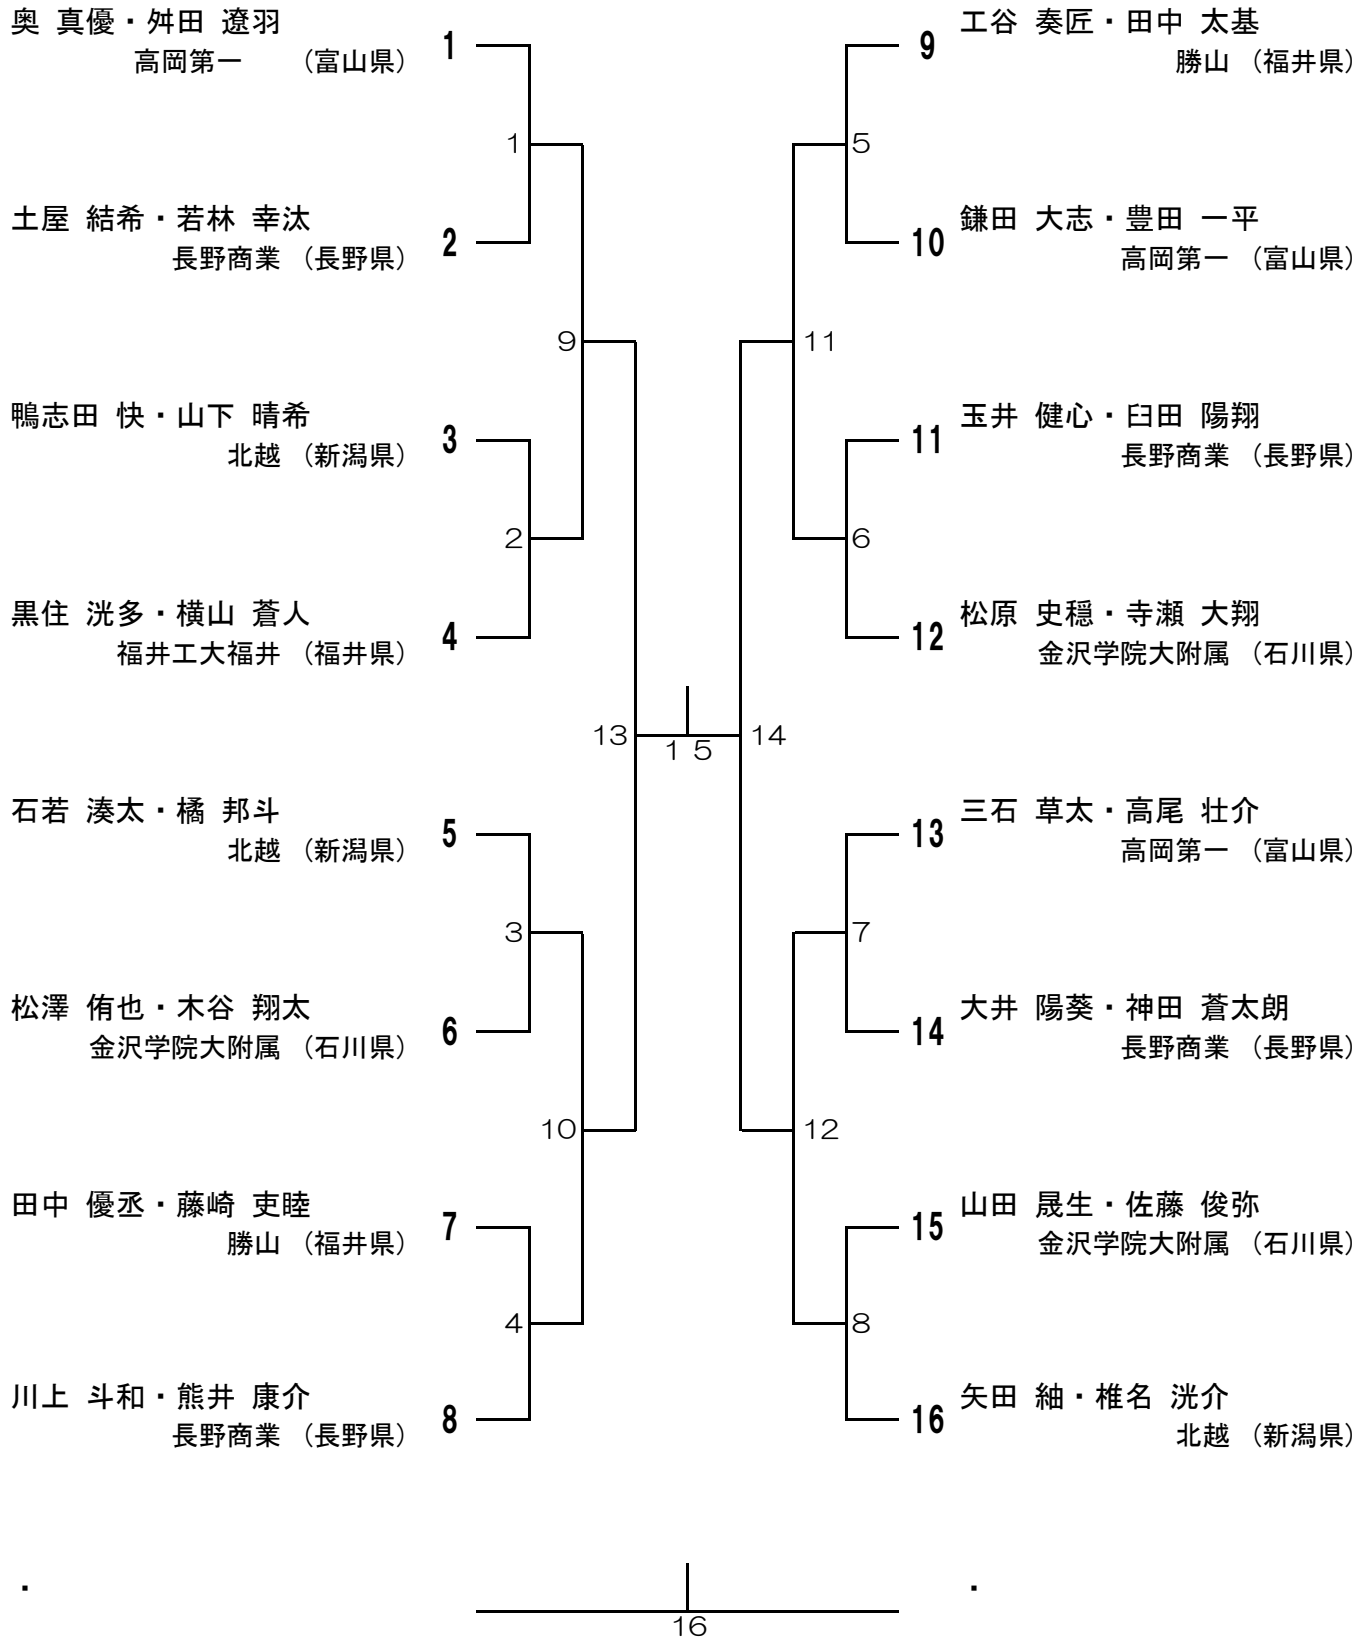 奥 真優・舛田 遼羽
高岡第一 （富山県）
1
土屋 結希・若林 幸汰
長野商業 （長野県）
2
鴨志田 快・山下 晴希
北越 （新潟県）
3
黒住 洸多・横山 蒼人
福井工大福井 （福井県）
4
石若 湊太・橘 邦斗
北越 （新潟県）
5
松澤 侑也・木谷 翔太
金沢学院大附属 （石川県）
6
田中 優丞・藤崎 吏睦
勝山 （福井県）
7
川上 斗和・熊井 康介
長野商業 （長野県）
8
1
2
3
4
9
10
13
15
14
11
12
5
6
7
8
9
工谷 奏匠・田中 太基
勝山 （福井県）
10
鎌田 大志・豊田 一平
高岡第一 （富山県）
11
玉井 健心・臼田 陽翔
長野商業 （長野県）
12
松原 史穏・寺瀬 大翔
金沢学院大附属 （石川県）
13
三石 草太・高尾 壮介
高岡第一 （富山県）
14
大井 陽葵・神田 蒼太朗
長野商業 （長野県）
15
山田 晟生・佐藤 俊弥
金沢学院大附属 （石川県）
16
矢田 紬・椎名 洸介
北越 （新潟県）
・
・
16